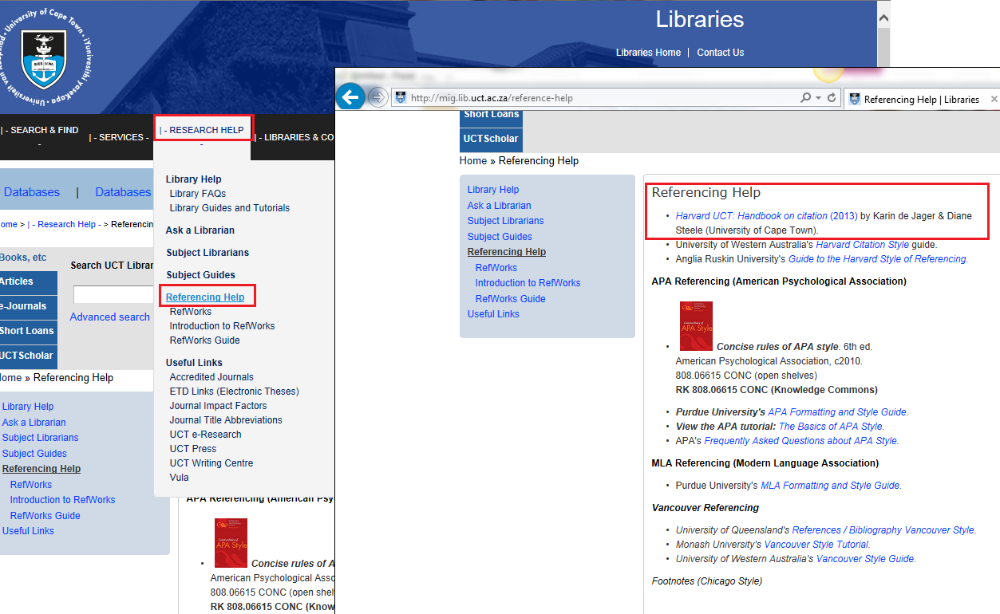 University of Cape Town · iYunivesithi yaseKapa · Universiteit van Kaapstad
Libraries
Libraries Home | Contact Us
| - SEARCH & FIND
-
| - SERVICES -
| - RESEARCH HELP
-
| - LIBRARIES & CO
Databases | Databases
ome > | - Research Help - > Referencin
Books, etc
Articles
e-Journals
Short Loans
UCTScholar
Search UCT Librar
Advanced search
Home » Referencing Help
Library Help
Ask a Librarian
Subject Librarians
Subject Guides
Referencing Help
RefWorks
Introduction to RefWorks
RefWorks Guide
Useful Links
Library Help
Library FAQs
Library Guides and Tutorials
Ask a Librarian
Subject Librarians
Subject Guides
Referencing Help
RefWorks
Introduction to RefWorks
RefWorks Guide
Useful Links
Accredited Journals
ETD Links (Electronic Theses)
Journal Impact Factors
Journal Title Abbreviations
UCT e-Research
UCT Press
UCT Writing Centre
Vula
APA Referencing (American Psy
APA Style
• Concise rules of A
American Psychological Asso
808.06615 CONC (open shel
RK 808.06615 CONC (Know
http://mig.lib.uct.ac.za/reference-help
Referencing Help | Libraries
Short Loans
UCTScholar
Home » Referencing Help
Library Help
Ask a Librarian
Subject Librarians
Subject Guides
Referencing Help
RefWorks
Introduction to RefWorks
RefWorks Guide
Useful Links
Referencing Help
• Harvard UCT: Handbook on citation (2013) by Karin de Jager & Diane
Steele (University of Cape Town).
• University of Western Australia's Harvard Citation Style guide.
• Anglia Ruskin University's Guide to the Harvard Style of Referencing.
APA Referencing (American Psychological Association)
Concise Rules of
APA Style
• Concise rules of APA style. 6th ed.
American Psychological Association, c2010.
808.06615 CONC (open shelves)
RK 808.06615 CONC (Knowledge Commons)
• Purdue University's APA Formatting and Style Guide.
• View the APA tutorial: The Basics of APA Style.
• APA's Frequently Asked Questions about APA Style.
MLA Referencing (Modern Language Association)
• Purdue University's MLA Formatting and Style Guide.
Vancouver Referencing
• University of Queensland's References / Bibliography Vancouver Style.
• Monash University's Vancouver Style Tutorial.
• University of Western Australia's Vancouver Style Guide.
Footnotes (Chicago Style)